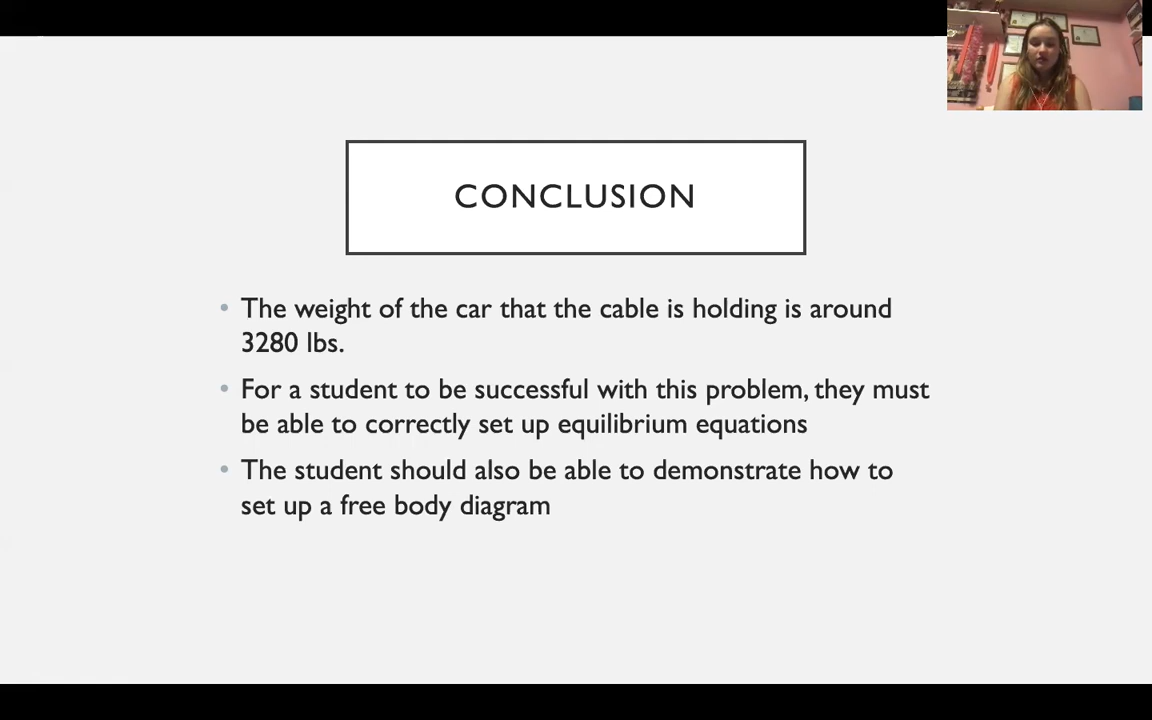 CONCLUSION
• The weight of the car that the cable is holding is around
3280 lbs.
• For a student to be successful with this problem, they must
be able to correctly set up equilibrium equations
• The student should also be able to demonstrate how to
set up a free body diagram